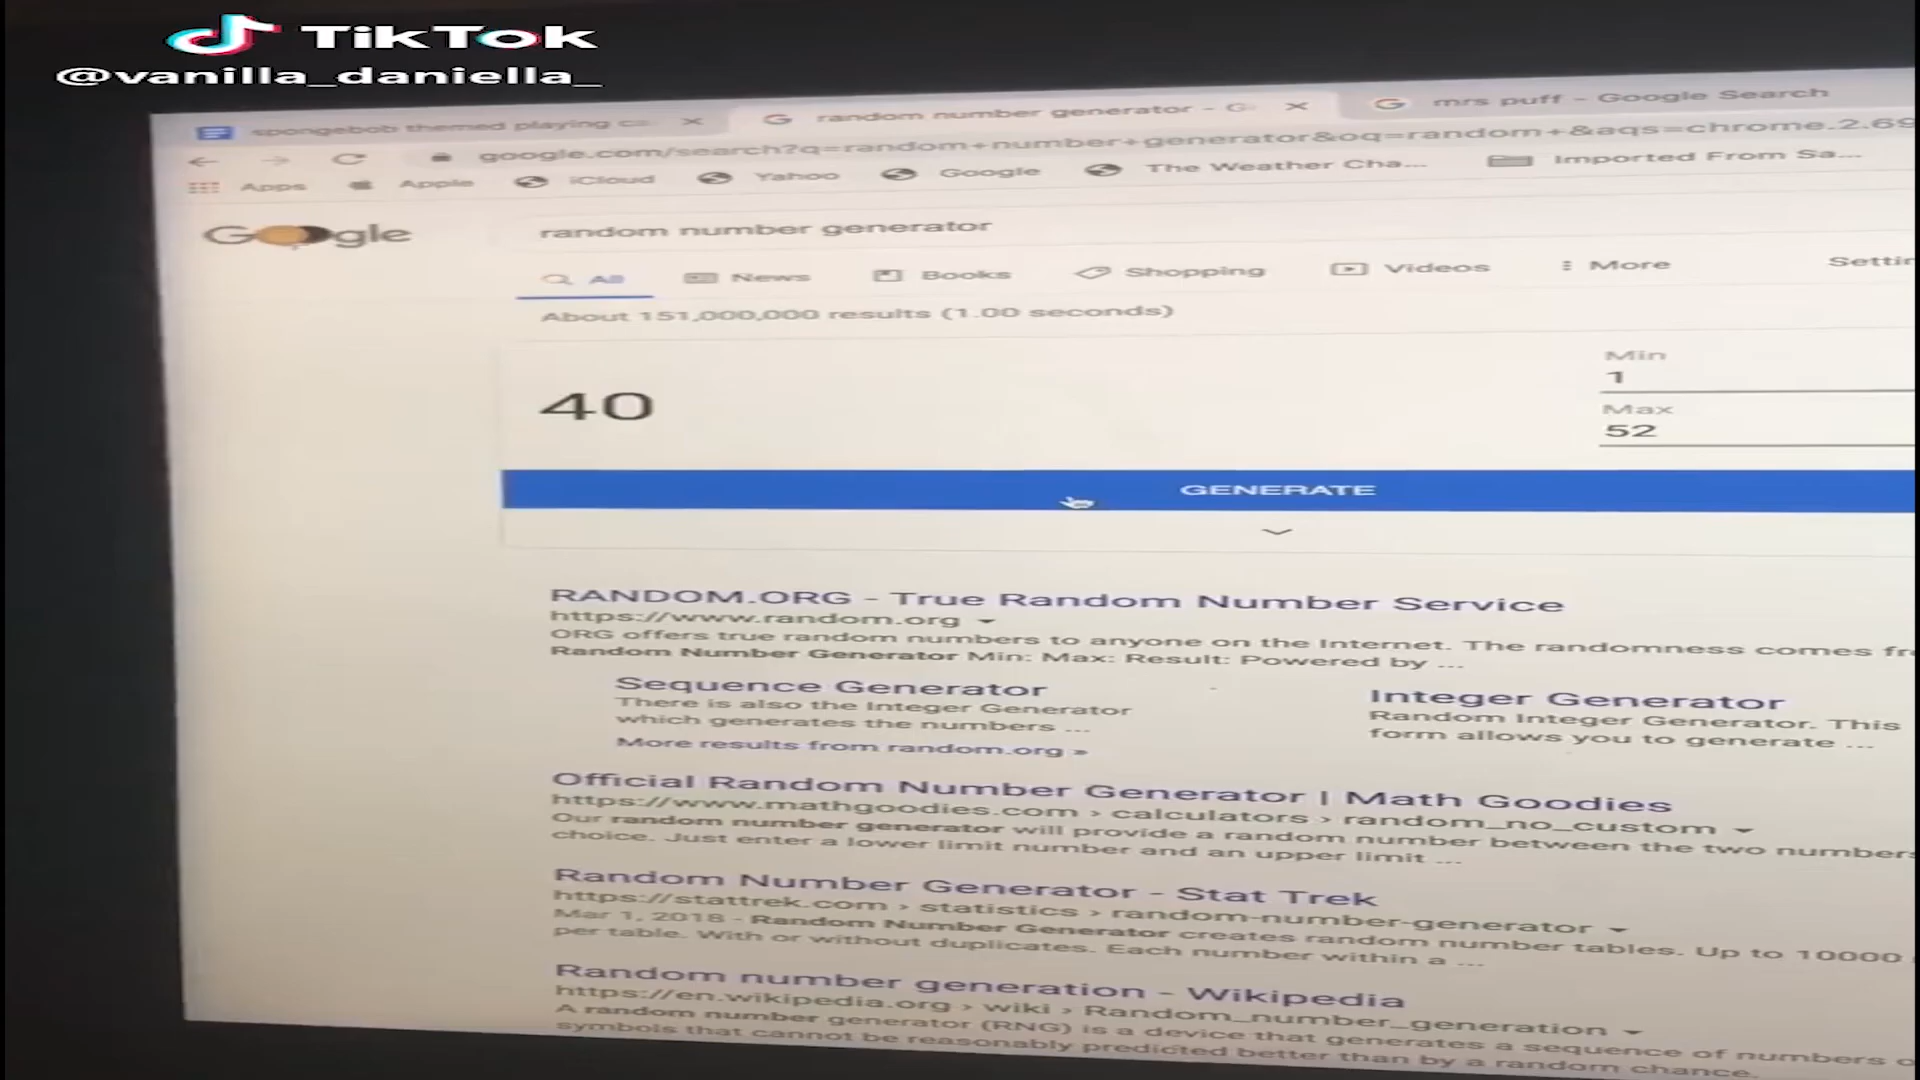 TikTok
@vanilla_daniella_
spongebob themed playing ca
random number generator - G
mrs puff - Google Search
google.com/search?q=random+number+generator&oq=random+&aqs=chrome.2.69
Apps Apple iCloud Yahoo Google The Weather Cha... Imported From Sa...
Google
random number generator
All News Books Shopping Videos More Settin
About 151,000,000 results (1.00 seconds)
Min
1
40
Max
52
GENERATE
RANDOM.ORG - True Random Number Service
https://www.random.org
ORG offers true random numbers to anyone on the Internet. The randomness comes fr
Random Number Generator Min: Max: Result: Powered by ...
Sequence Generator
There is also the Integer Generator
which generates the numbers ...
More results from random.org »
Integer Generator
Random Integer Generator. This
form allows you to generate ...
Official Random Number Generator | Math Goodies
https://www.mathgoodies.com › calculators › random_no_custom
Our random number generator will provide a random number between the two numbers
choice. Just enter a lower limit number and an upper limit ...
Random Number Generator - Stat Trek
https://stattrek.com › statistics › random-number-generator
Mar 1, 2018 - Random Number Generator creates random number tables. Up to 10000
per table. With or without duplicates. Each number within a ...
Random number generation - Wikipedia
https://en.wikipedia.org › wiki › Random_number_generation
A random number generator (RNG) is a device that generates a sequence of numbers o
symbols that cannot be reasonably predicted better than by a random chance.